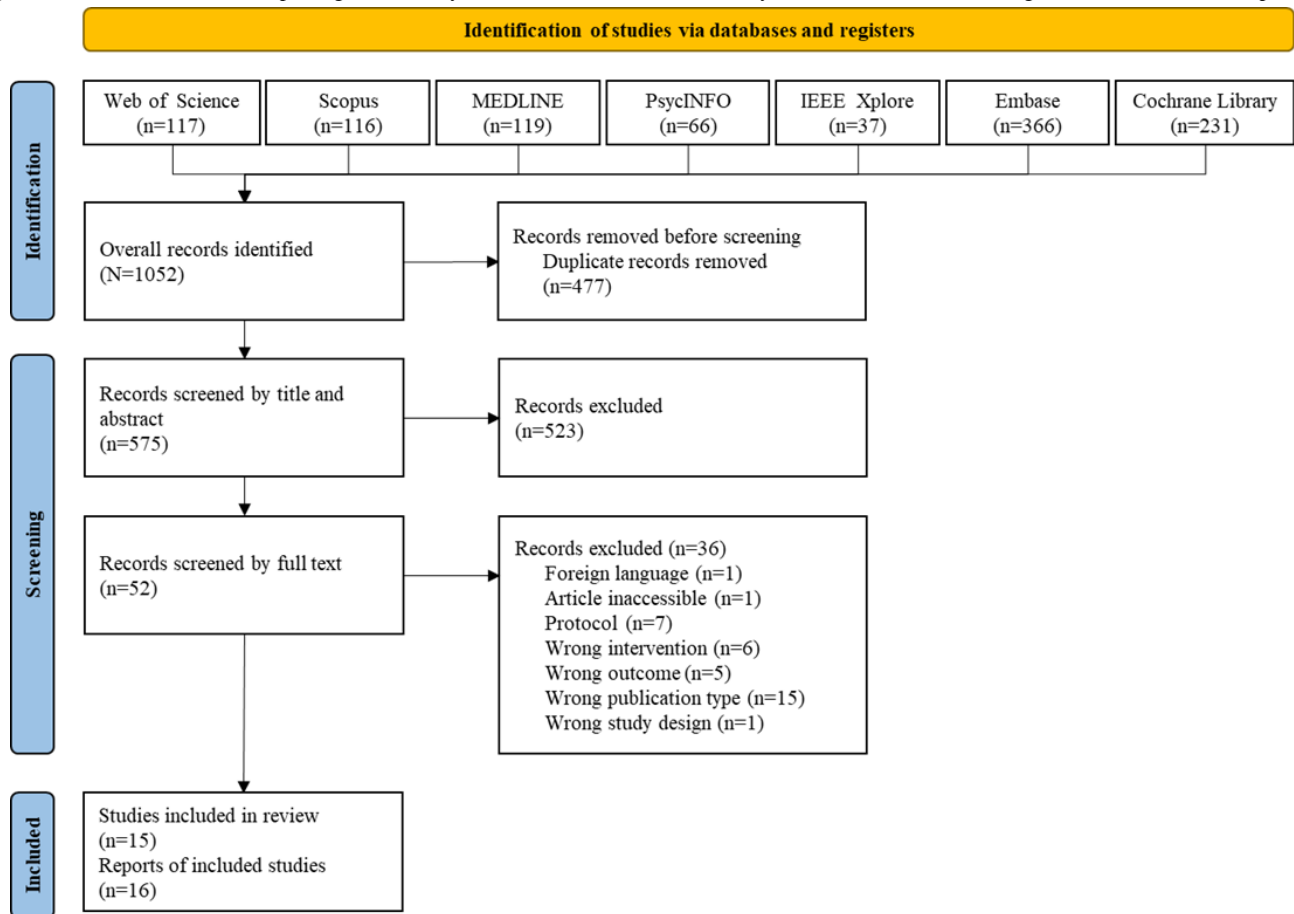 Identification of studies via databases and registers
Identification
Web of Science
(n=117)
Scopus
(n=116)
MEDLINE
(n=119)
PsycINFO
(n=66)
IEEE Xplore
(n=37)
Embase
(n=366)
Cochrane Library
(n=231)
Overall records identified
(N=1052)
Records removed before screening
Duplicate records removed
(n=477)
Screening
Records screened by title and
abstract
(n=575)
Records excluded
(n=523)
Records screened by full text
(n=52)
Records excluded (n=36)
Foreign language (n=1)
Article inaccessible (n=1)
Protocol (n=7)
Wrong intervention (n=6)
Wrong outcome (n=5)
Wrong publication type (n=15)
Wrong study design (n=1)
Included
Studies included in review
(n=15)
Reports of included studies
(n=16)